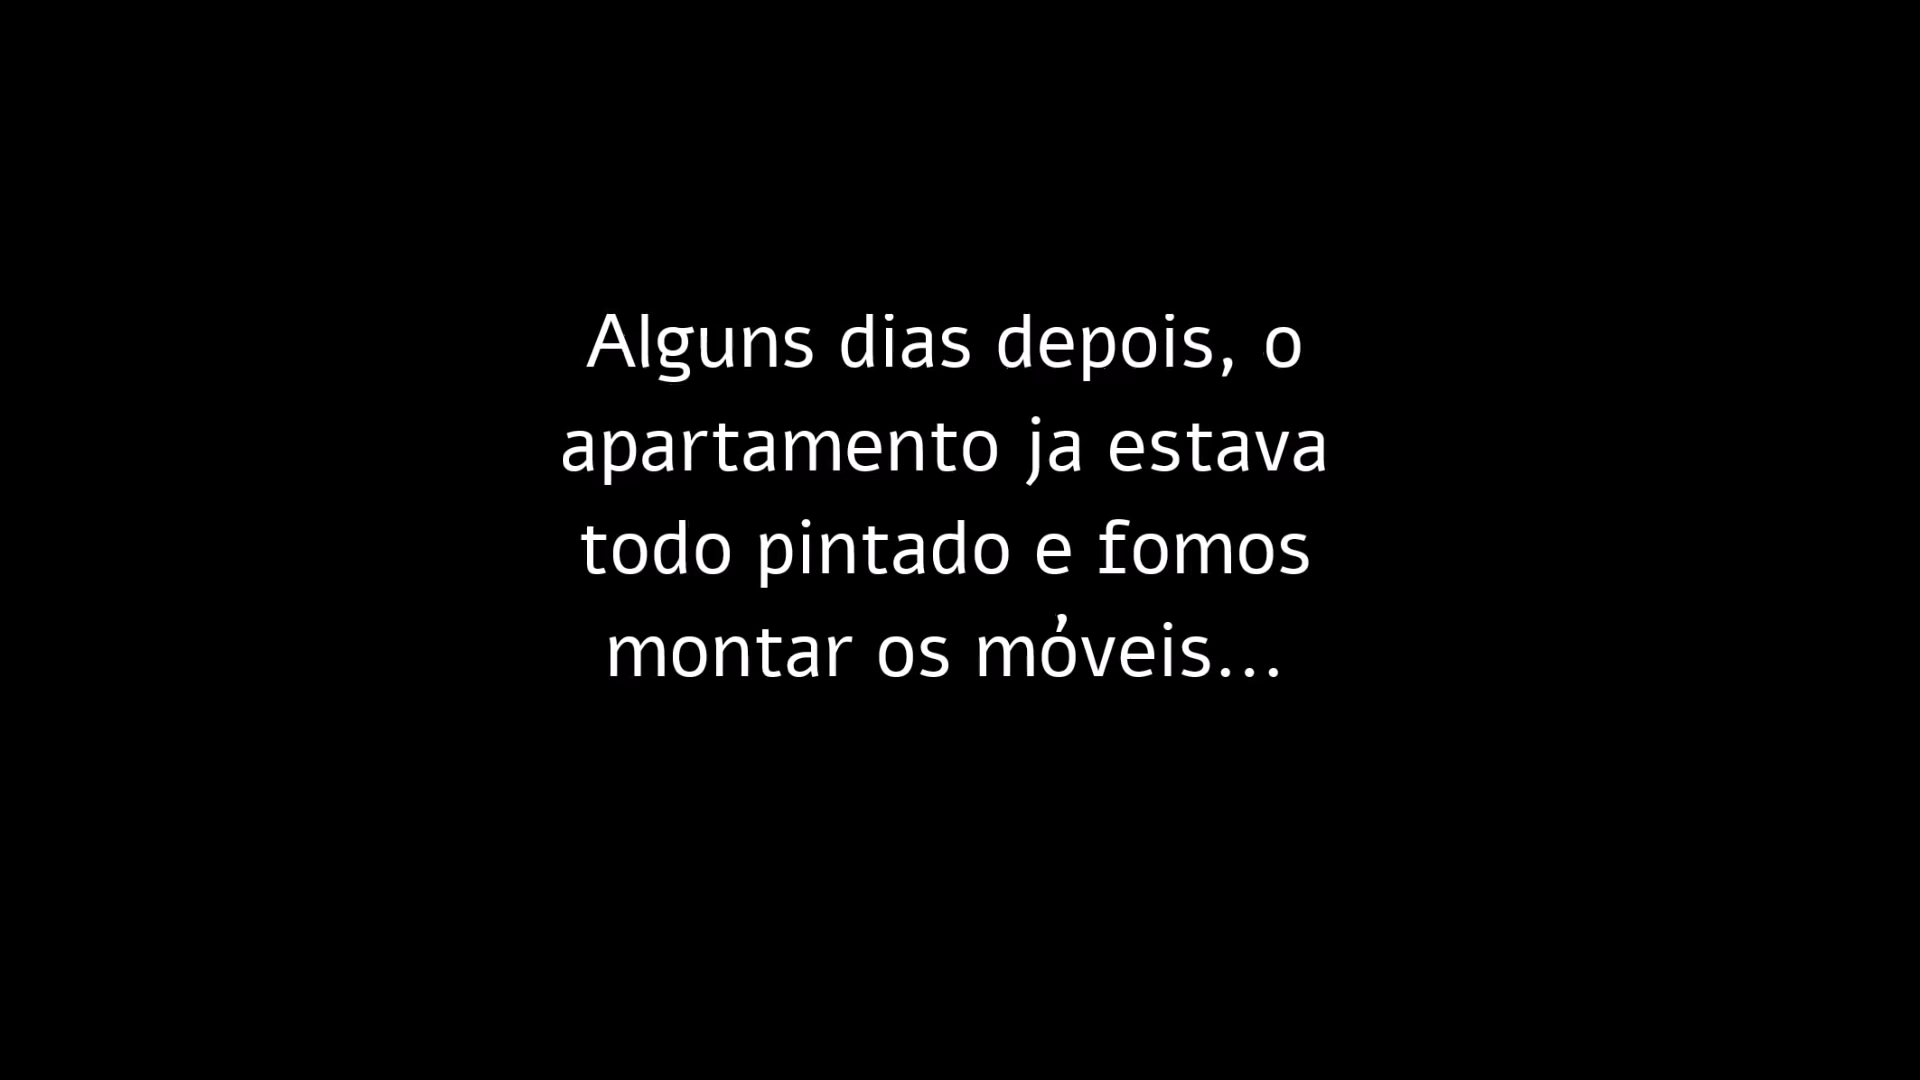 Alguns dias depois, o
apartamento ja estava
todo pintado e fomos
montar os móveis...